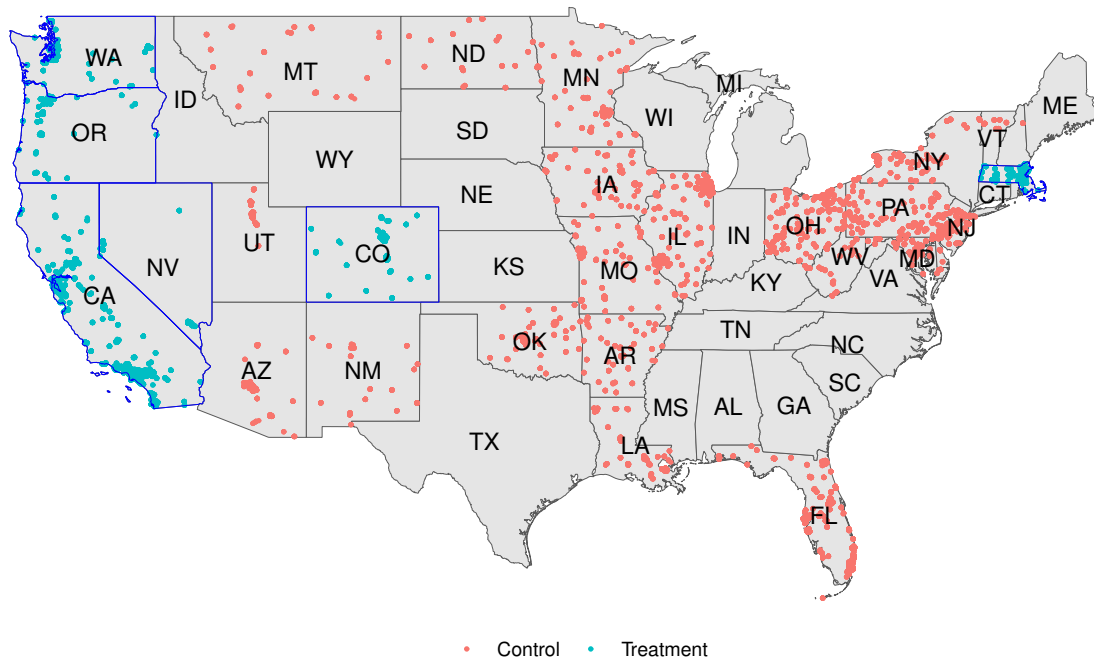 WA
MT
ND
MN
MI
ME
ID
OR
SD
WI
VT
WY
NY
IA
NE
CT
PA
NV
UT
CO
IL
IN
OH
NJ
CA
KS
MO
WV
MD
KY
VA
OK
TN
NC
AZ
NM
AR
SC
MS
AL
GA
TX
LA
FL
Control Treatment